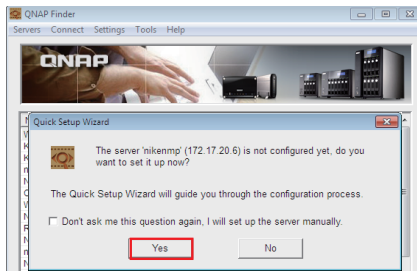 QNAP Finder
Servers Connect Settings Tools Help
QNAP
Quick Setup Wizard
The server 'nikenmp' (172.17.20.6) is not configured yet, do you
want to set it up now?
The Quick Setup Wizard will guide you through the configuration process.
Don't ask me this question again, I will set up the server manually.
Yes No